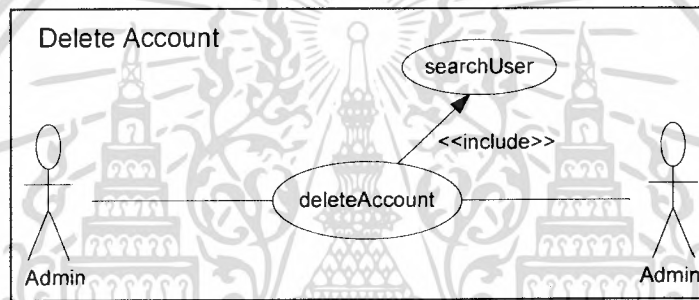 Delete Account
searchUser
<<include>>
deleteAccount
Admin
Admin